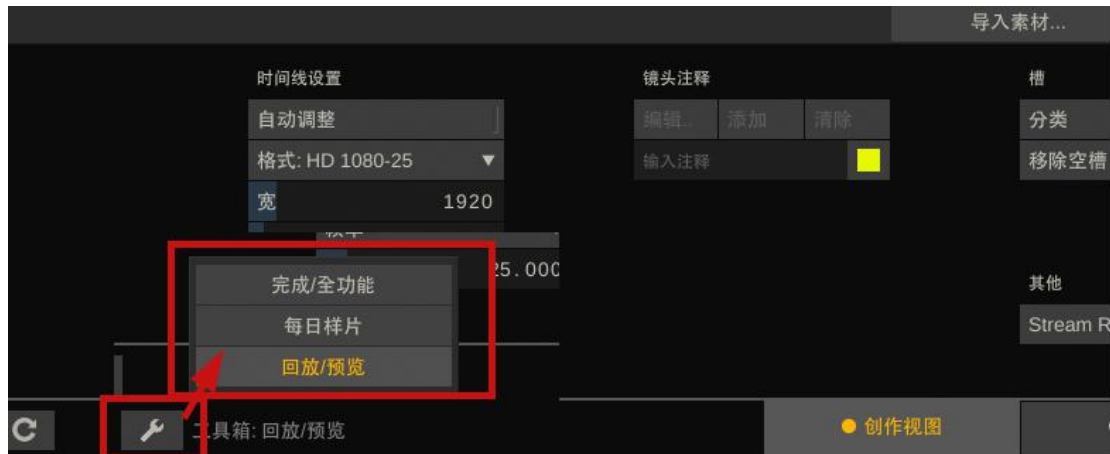 导入素材...
时间线设置
镜头注释
槽
自动调整
编辑..
添加
清除
分类
格式: HD 1080-25
输入注释
移除空槽
宽
1920
25.000
完成/全功能
其他
每日样片
Stream R
回放/预览
工具箱: 回放/预览
创作视图